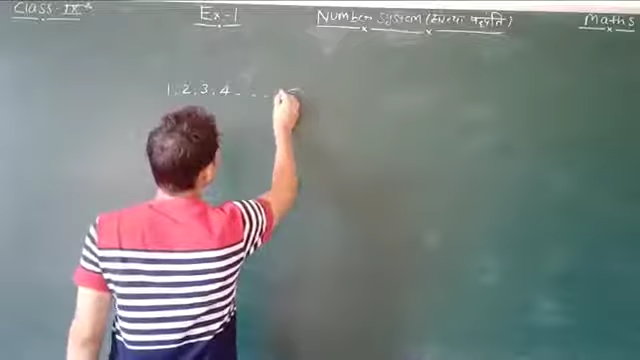 Class-IX Ex-1 Number System (संख्या पद्धति) Maths
1, 2, 3, 4 - . . .